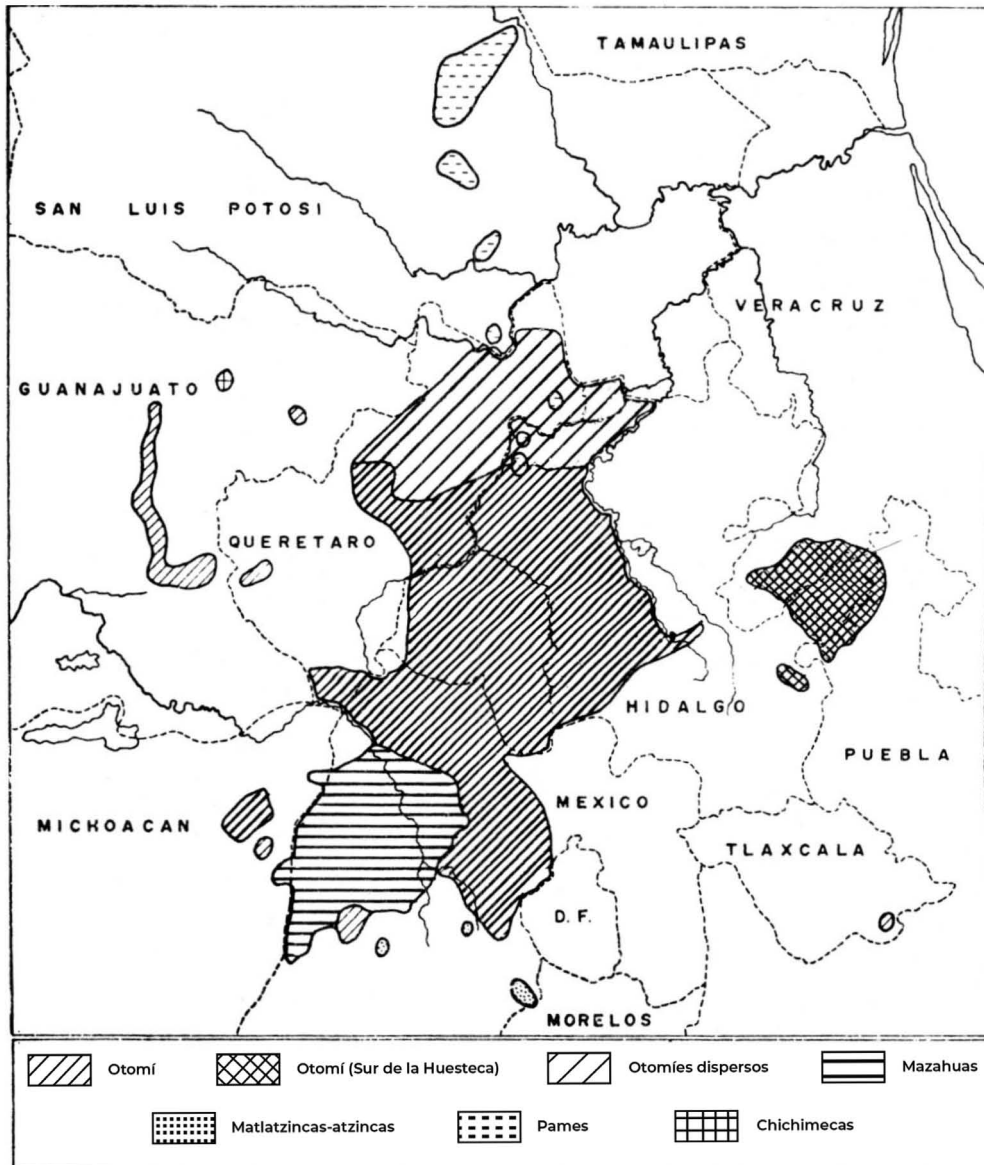 TAMAULIPAS
SAN LUIS POTOSI
VERACRUZ
GUANAJUATO
QUERETARO
HIDALGO
PUEBLA
MEXICO
MICHOACAN
TLAXCALA
D. F.
MORELOS
Otomí
Otomí (Sur de la Huesteca)
Otomíes dispersos
Mazahuas
Matlatzincas-atzincas
Pames
Chichimecas